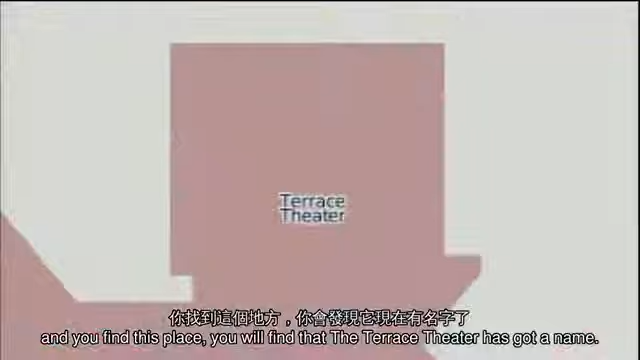 Terrace
Theater
你找到這個地方，你會發現它現在有名字了
and you find this place, you will find that The Terrace Theater has got a name.